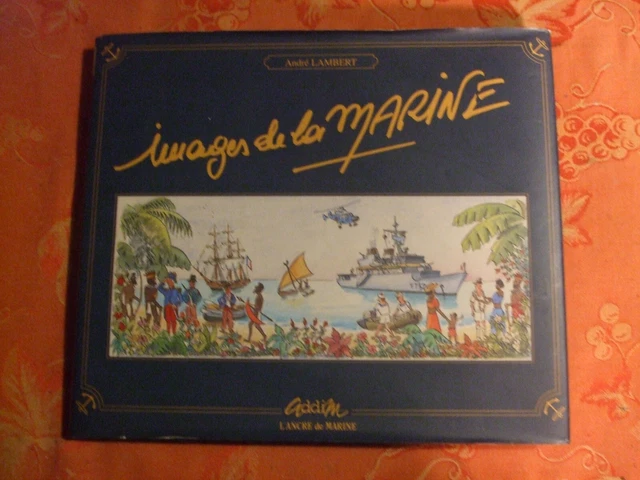 André LAMBERT
images de la MARINE
addim
L'ANCRE de MARINE